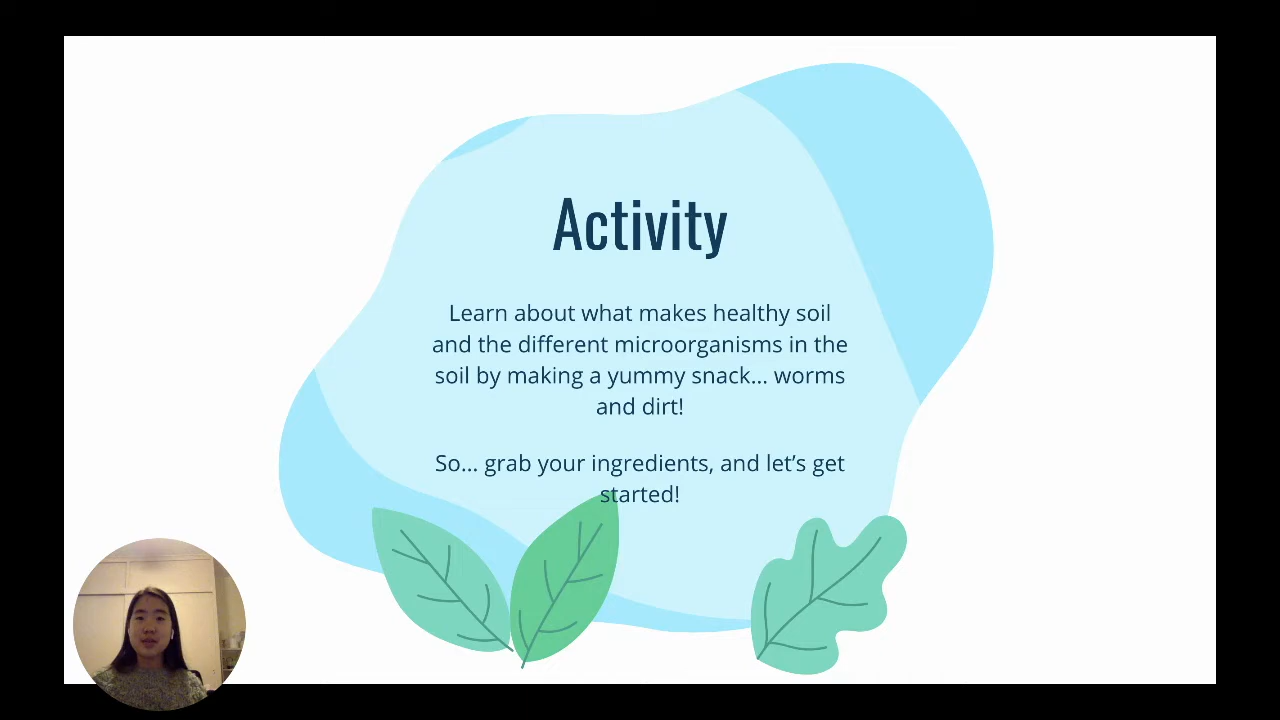 Activity
Learn about what makes healthy soil
and the different microorganisms in the
soil by making a yummy snack... worms
and dirt!
So... grab your ingredients, and let's get
started!